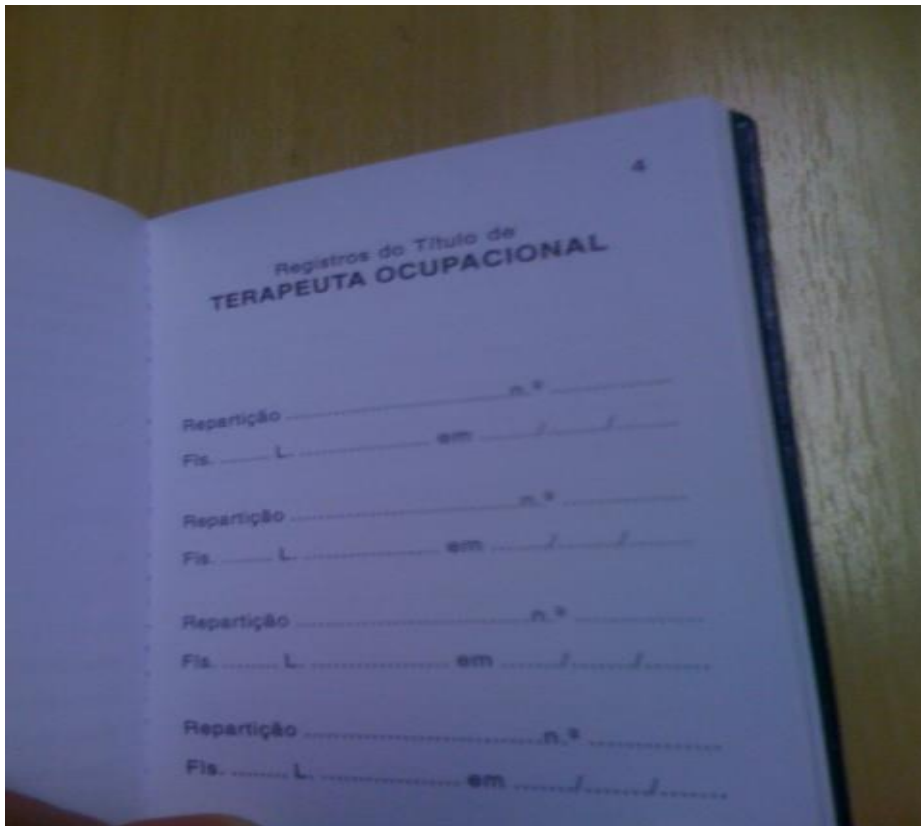 4
Registros do Título de
TERAPEUTA OCUPACIONAL
Repartição ........................................ n.º ....................
Fls. ......... L. ....................... em ......../......../........
Repartição ........................................ n.º ....................
Fls. ......... L. ....................... em ......../......../........
Repartição ........................................ n.º ....................
Fls. ......... L. ....................... em ......../......../........
Repartição ........................................ n.º ....................
Fls. ......... L. ....................... em ......../......../........